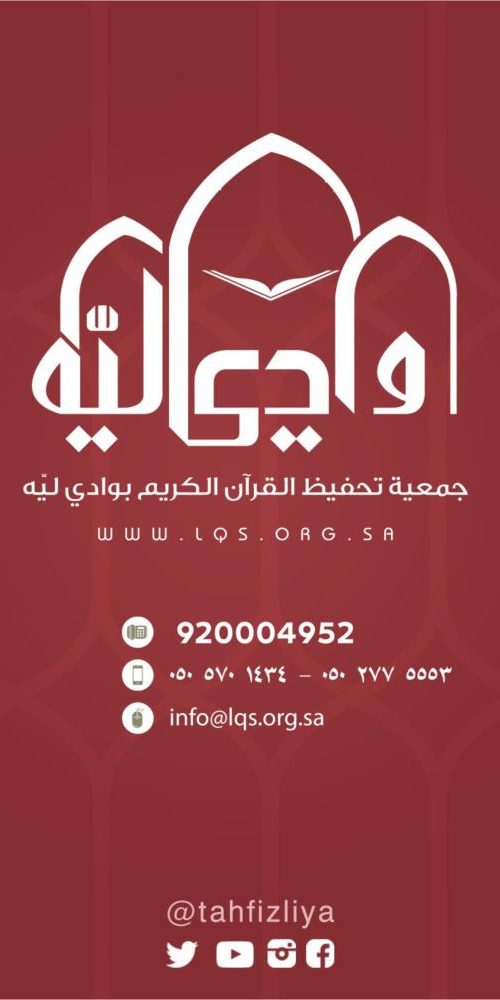 وادي ليّه
جمعية تحفيظ القرآن الكريم بوادي ليّه
WWW.LQS.ORG.SA
920004952
٠٥٠ ٥٧٠ ١٤٣٤ – ٠٥٠ ٢٧٧ ٥٥٥٣
info@lqs.org.sa
@tahfizliya